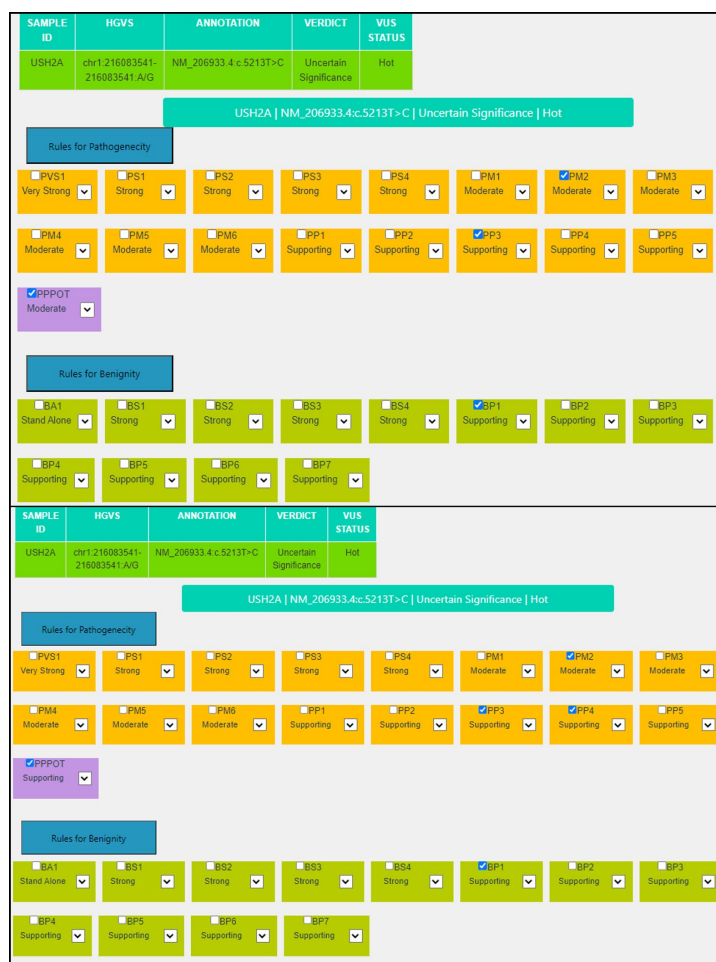 SAMPLE ID HGVS ANNOTATION VERDICT VUS STATUS
USH2A chr1:216083541-216083541:A/G NM_206933.4:c.5213T>C Uncertain Significance Hot
USH2A | NM_206933.4:c.5213T>C | Uncertain Significance | Hot
Rules for Pathogenecity
PVS1 PS1 PS2 PS3 PS4 PM1 PM2 PM3
Very Strong Strong Strong Strong Strong Moderate Moderate Moderate
PM4 PM5 PM6 PP1 PP2 PP3 PP4 PP5
Moderate Moderate Moderate Supporting Supporting Supporting Supporting Supporting
PPPOT
Moderate
Rules for Benignity
BA1 BS1 BS2 BS3 BS4 BP1 BP2 BP3
Stand Alone Strong Strong Strong Strong Supporting Supporting Supporting
BP4 BP5 BP6 BP7
Supporting Supporting Supporting Supporting
SAMPLE ID HGVS ANNOTATION VERDICT VUS STATUS
USH2A chr1:216083541-216083541:A/G NM_206933.4:c.5213T>C Uncertain Significance Hot
USH2A | NM_206933.4:c.5213T>C | Uncertain Significance | Hot
Rules for Pathogenecity
PVS1 PS1 PS2 PS3 PS4 PM1 PM2 PM3
Very Strong Strong Strong Strong Strong Moderate Moderate Moderate
PM4 PM5 PM6 PP1 PP2 PP3 PP4 PP5
Moderate Moderate Moderate Supporting Supporting Supporting Supporting Supporting
PPPOT
Supporting
Rules for Benignity
BA1 BS1 BS2 BS3 BS4 BP1 BP2 BP3
Stand Alone Strong Strong Strong Strong Supporting Supporting Supporting
BP4 BP5 BP6 BP7
Supporting Supporting Supporting Supporting